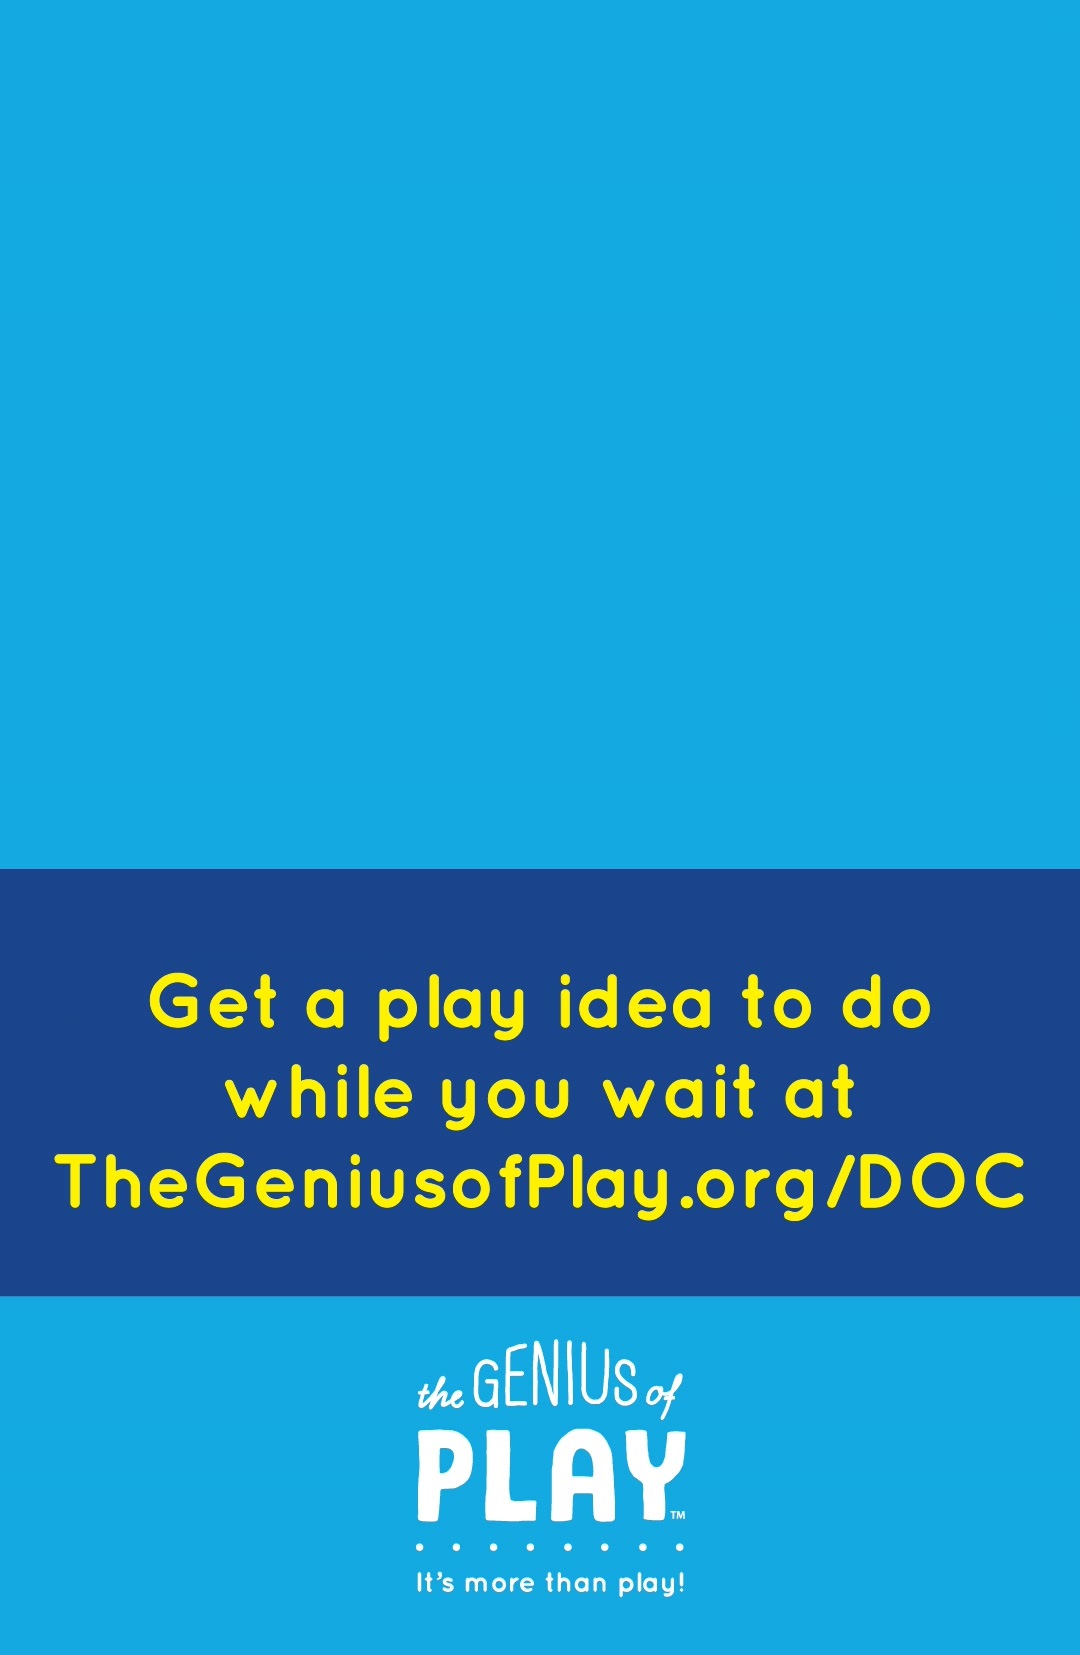 Get a play idea to do
while you wait at
TheGeniusofPlay.org/DOC
the GENIUS of
PLAY™
It's more than play!